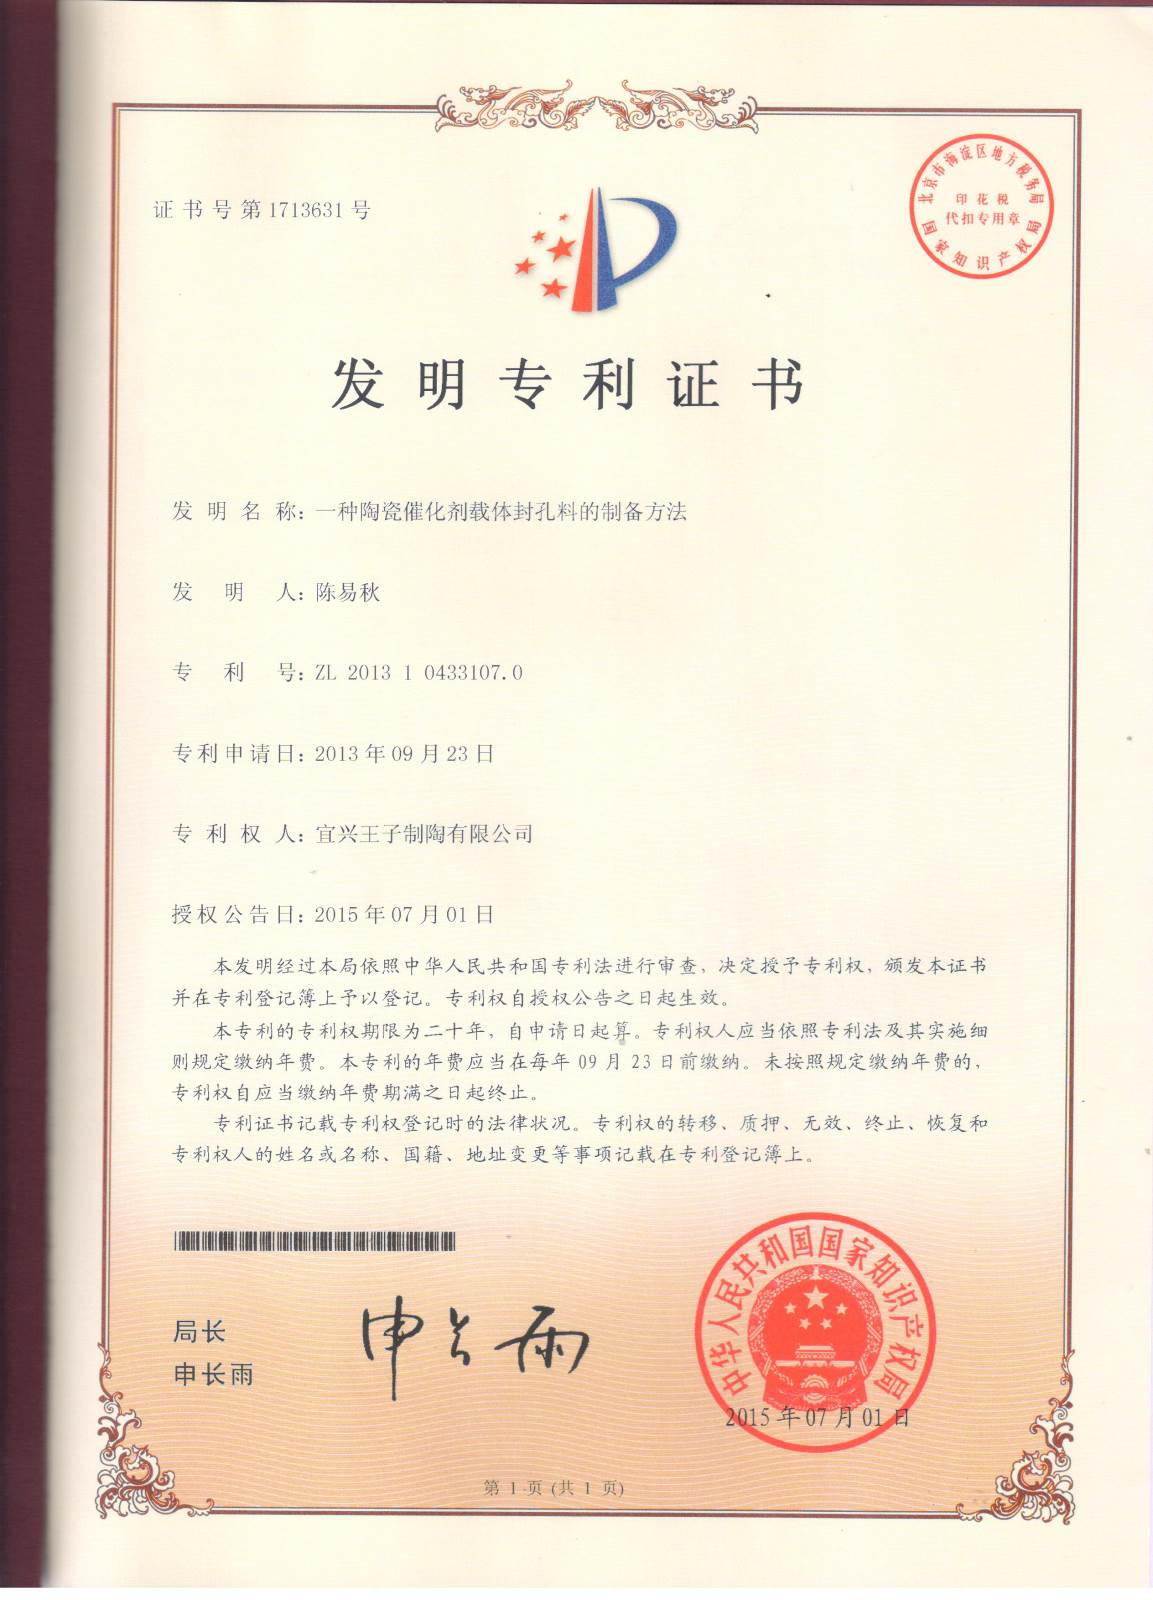 证书号第1713631号
北京市海淀区地方税务局
印花税
代扣专用章
国家知识产权局
发明专利证书
发明名称：一种陶瓷催化剂载体封孔料的制备方法
发明人：陈易秋
专利号：ZL 2013 1 0433107.0
专利申请日：2013年09月23日
专利权人：宜兴王子制陶有限公司
授权公告日：2015年07月01日
本发明经过本局依照中华人民共和国专利法进行审查，决定授予专利权，颁发本证书
并在专利登记簿上予以登记。专利权自授权公告之日起生效。
本专利的专利权期限为二十年，自申请日起算。专利权人应当依照专利法及其实施细
则规定缴纳年费。本专利的年费应当在每年09月23日前缴纳。未按照规定缴纳年费的，
专利权自应当缴纳年费期满之日起终止。
专利证书记载专利权登记时的法律状况。专利权的转移、质押、无效、终止、恢复和
专利权人的姓名或名称、国籍、地址变更等事项记载在专利登记簿上。
局长
申长雨
申长雨
中华人民共和国国家知识产权局
2015年07月01日
第1页(共1页)